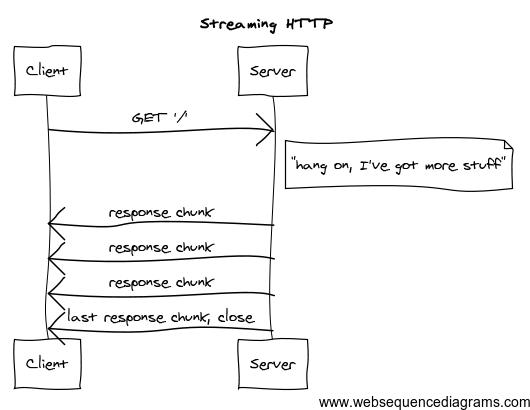 Streaming HTTP
Client
Server
GET '/'
"hang on, I've got more stuff"
response chunk
response chunk
response chunk
last response chunk, close
Client
Server
www.websequencediagrams.com